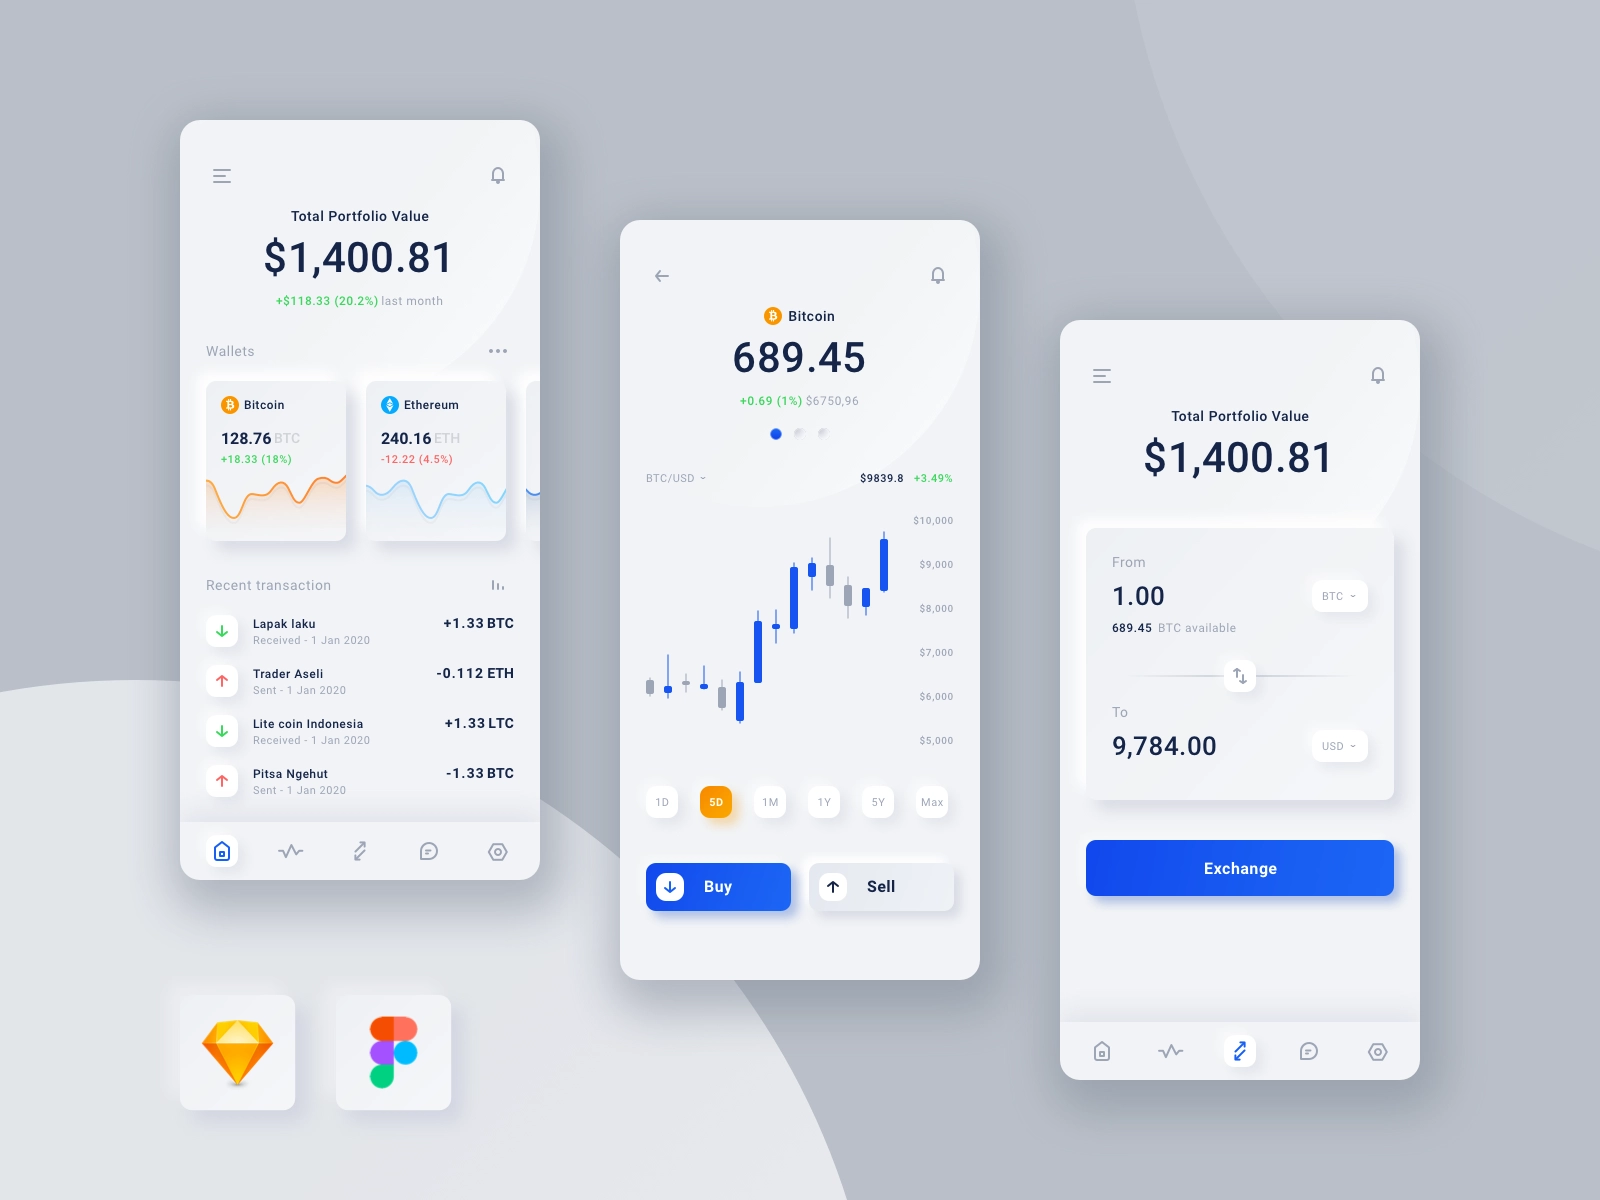 Total Portfolio Value
$1,400.81
+$118.33 (20.2%) last month
Wallets
Bitcoin
128.76 BTC
+18.33 (18%)
Ethereum
240.16 ETH
-12.22 (4.5%)
Recent transaction
Lapak laku +1.33 BTC
Received - 1 Jan 2020
Trader Aseli -0.112 ETH
Sent - 1 Jan 2020
Lite coin Indonesia +1.33 LTC
Received - 1 Jan 2020
Pitsa Ngehut -1.33 BTC
Sent - 1 Jan 2020
Bitcoin
689.45
+0.69 (1%) $6750,96
BTC/USD $9839.8 +3.49%
$10,000
$9,000
$8,000
$7,000
$6,000
$5,000
1D 5D 1M 1Y 5Y Max
Buy Sell
Total Portfolio Value
$1,400.81
From
1.00 BTC
689.45 BTC available
To
9,784.00 USD
Exchange